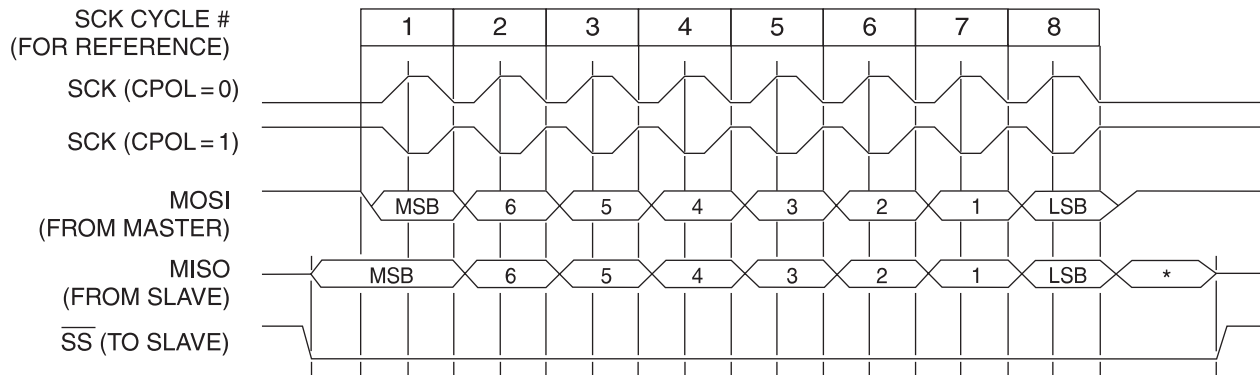 SCK CYCLE #
(FOR REFERENCE)
1 2 3 4 5 6 7 8
SCK (CPOL = 0)
SCK (CPOL = 1)
MOSI
(FROM MASTER)
MSB 6 5 4 3 2 1 LSB
MISO
(FROM SLAVE)
MSB 6 5 4 3 2 1 LSB *
SS (TO SLAVE)